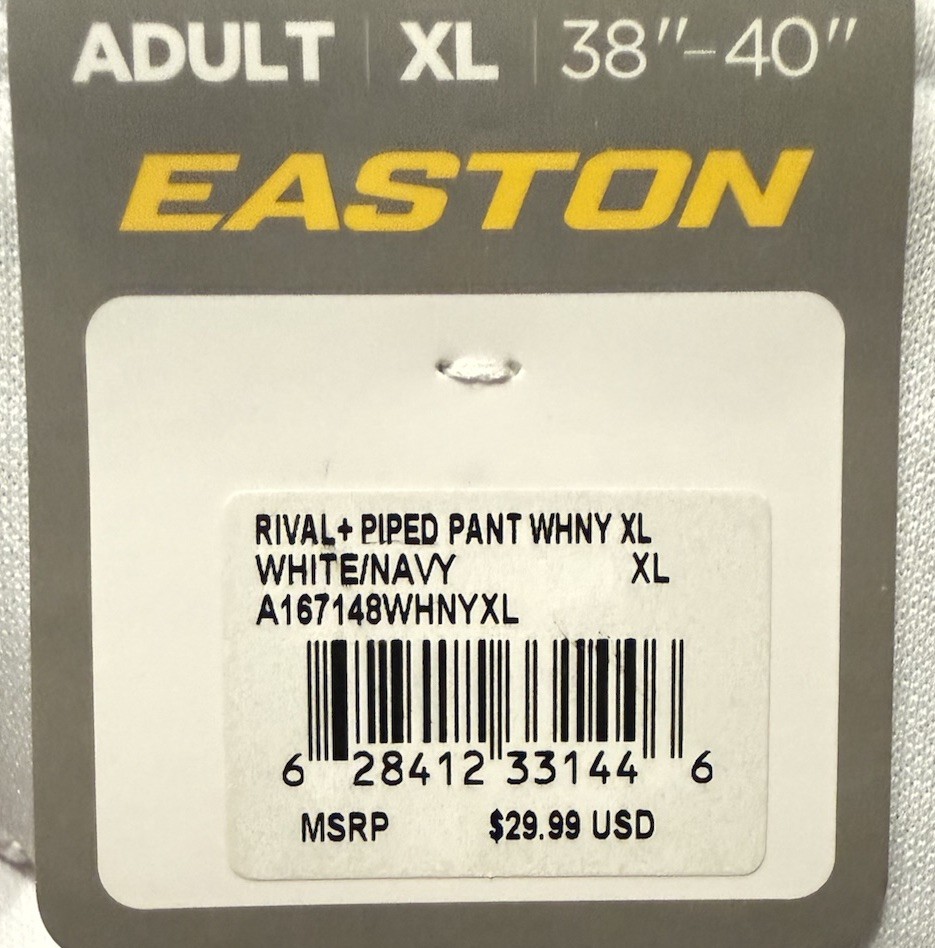 ADULT | XL | 38"–40"
EASTON
RIVAL+ PIPED PANT WHNY XL
WHITE/NAVY XL
A167148WHNYXL
6 28412 33144 6
MSRP $29.99 USD